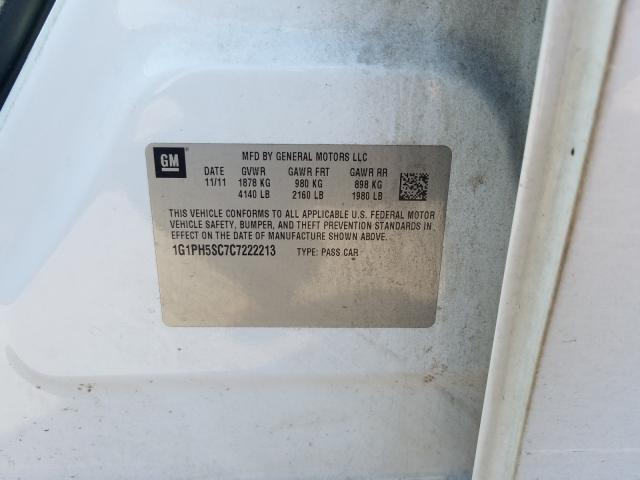 GM
MFD BY GENERAL MOTORS LLC
DATE GVWR GAWR FRT GAWR RR
11/11 1878 KG 980 KG 898 KG
4140 LB 2160 LB 1980 LB
THIS VEHICLE CONFORMS TO ALL APPLICABLE U.S. FEDERAL MOTOR
VEHICLE SAFETY, BUMPER, AND THEFT PREVENTION STANDARDS IN
EFFECT ON THE DATE OF MANUFACTURE SHOWN ABOVE.
1G1PH5SC7C7222213 TYPE: PASS CAR